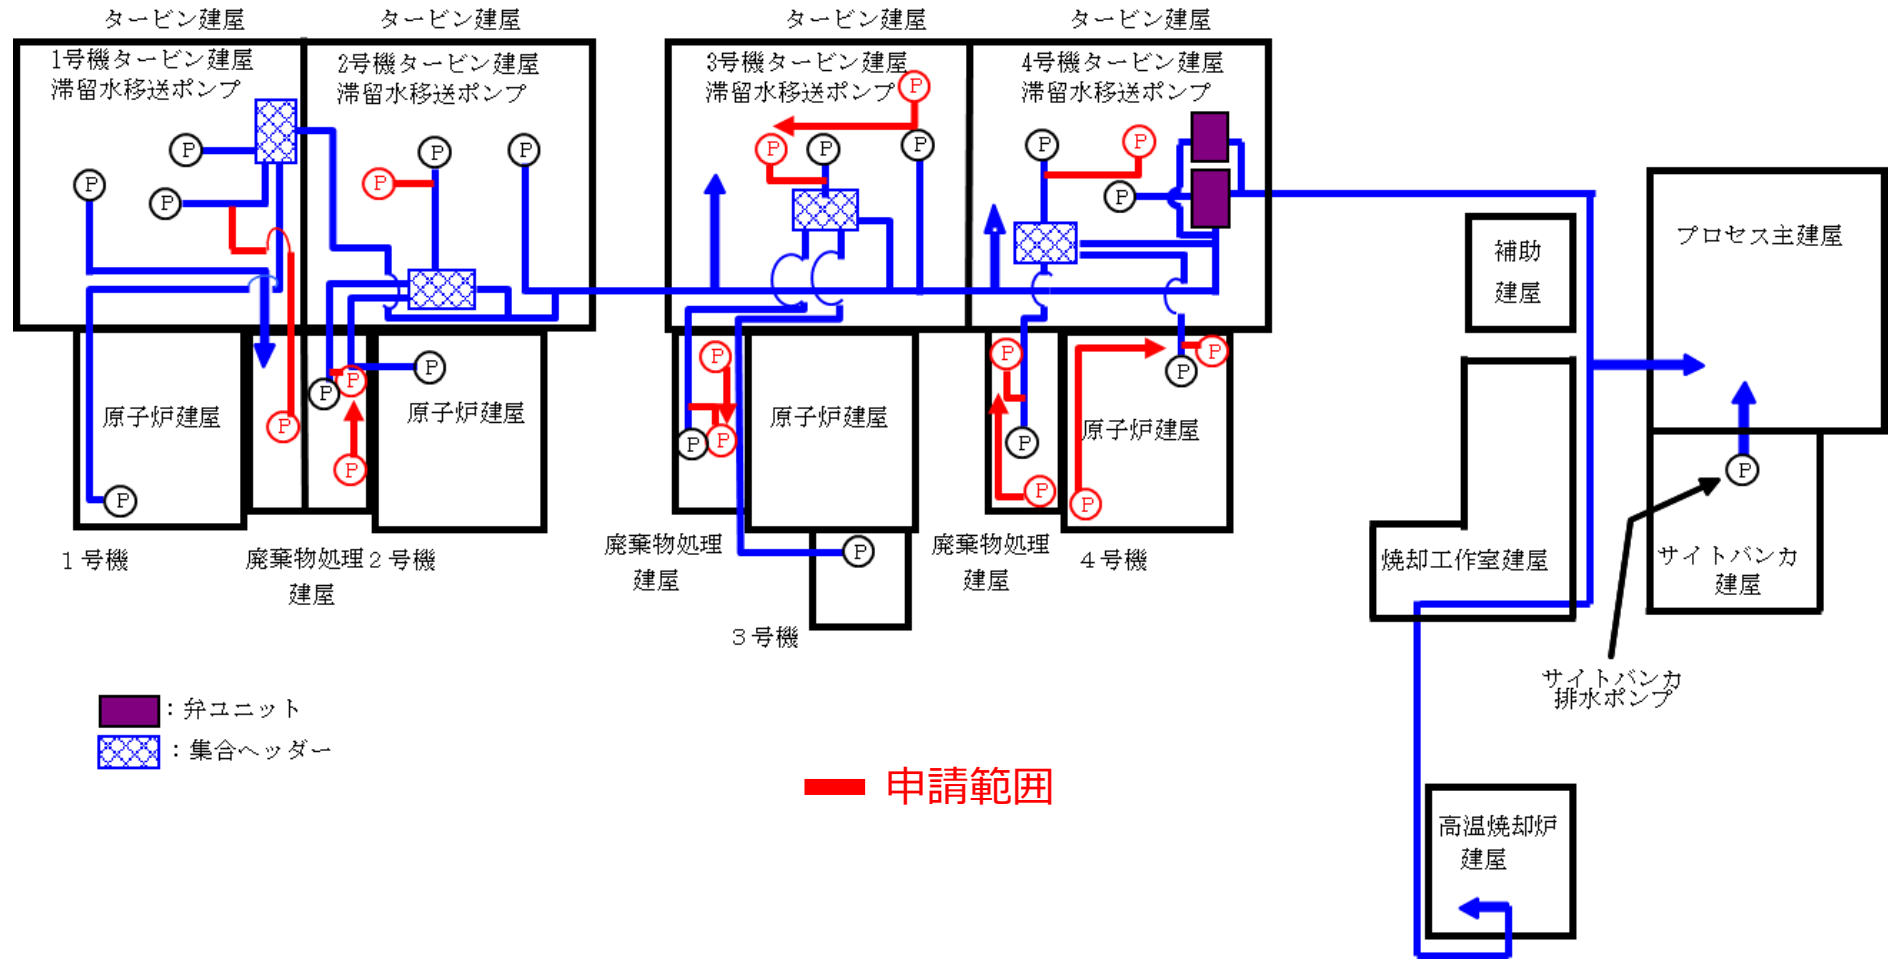 タービン建屋
タービン建屋
タービン建屋
タービン建屋
1号機タービン建屋
滞留水移送ポンプ
2号機タービン建屋
滞留水移送ポンプ
3号機タービン建屋
滞留水移送ポンプ
4号機タービン建屋
滞留水移送ポンプ
P
P
P
P
P
P
P
P
P
P
P
P
P
P
補助
建屋
プロセス主建屋
原子炉建屋
P
P
P
P
P
原子炉建屋
P
P
P
原子炉建屋
P
P
P
P
P
P
原子炉建屋
P
P
サイトバンカ
建屋
1号機
廃棄物処理
建屋
2号機
廃棄物処理
建屋
P
3号機
廃棄物処理
建屋
4号機
焼却工作室建屋
サイトバンカ
排水ポンプ
:弁ユニット
:集合ヘッダー
申請範囲
高温焼却炉
建屋